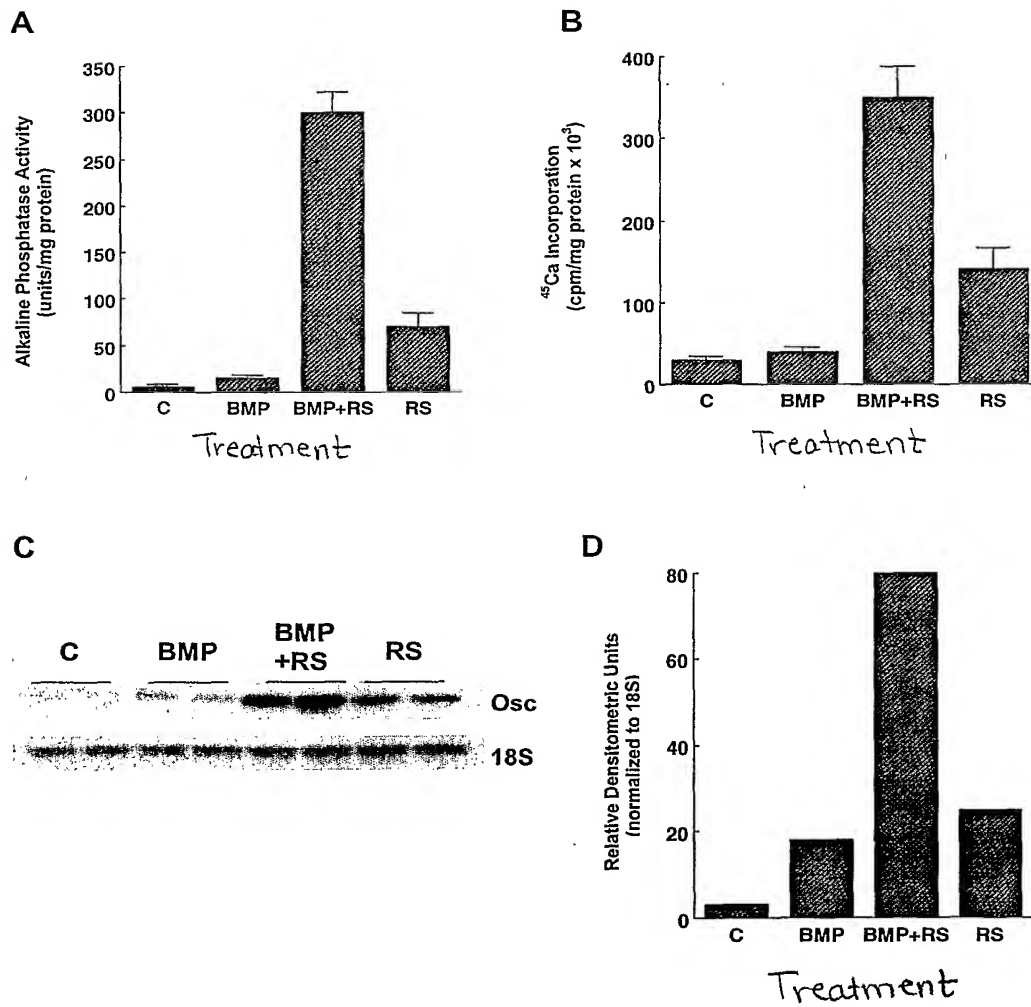 A
Alkaline Phosphatase Activity
(units/mg protein)
350
300
250
200
150
100
50
0
C BMP BMP+RS RS
Treatment
B
⁴⁵Ca Incorporation
(cpm/mg protein x 10³)
400
300
200
100
0
C BMP BMP+RS RS
Treatment
C
C BMP BMP
+RS RS
Osc
18S
D
Relative Densitometric Units
(normalized to 18S)
80
60
40
20
0
C BMP BMP+RS RS
Treatment